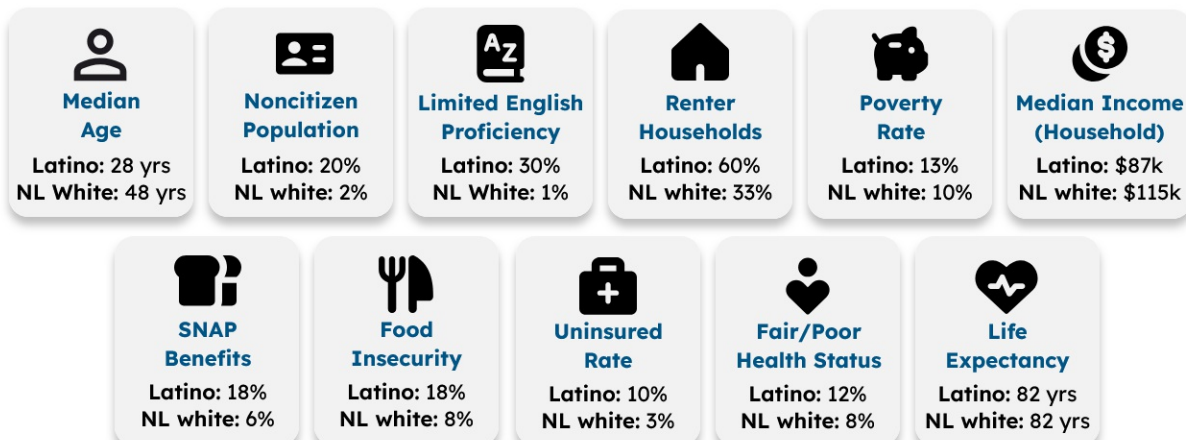 AZ
Median
Age
Latino: 28 yrs
NL White: 48 yrs
Noncitizen
Population
Latino: 20%
NL white: 2%
Limited English
Proficiency
Latino: 30%
NL White: 1%
Renter
Households
Latino: 60%
NL white: 33%
Poverty
Rate
Latino: 13%
NL white: 10%
$
Median Income
(Household)
Latino: $87k
NL white: $115k
SNAP
Benefits
Latino: 18%
NL white: 6%
Food
Insecurity
Latino: 18%
NL white: 8%
Uninsured
Rate
Latino: 10%
NL white: 3%
Fair/Poor
Health Status
Latino: 12%
NL white: 8%
Life
Expectancy
Latino: 82 yrs
NL white: 82 yrs